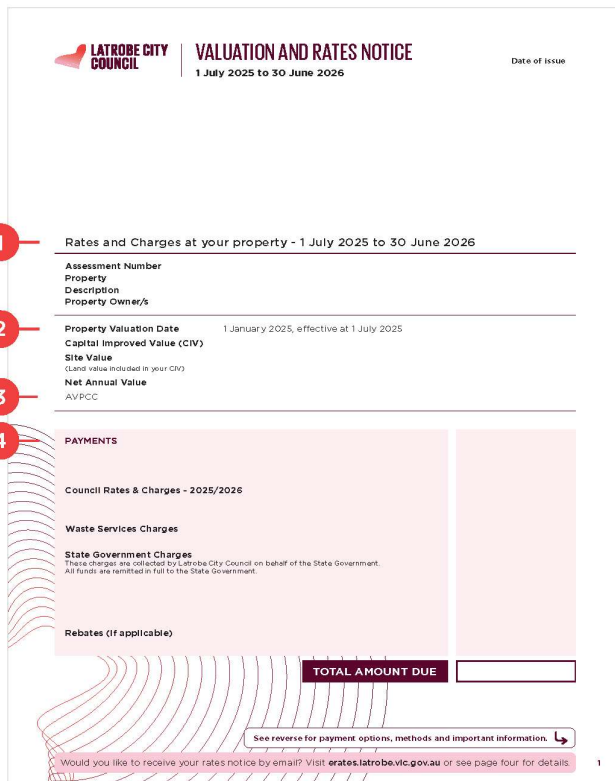 LATROBE CITY
COUNCIL
VALUATION AND RATES NOTICE
1 July 2025 to 30 June 2026
Date of issue
1
Rates and Charges at your property - 1 July 2025 to 30 June 2026
Assessment Number
Property
Description
Property Owner/s
2
Property Valuation Date 1 January 2025, effective at 1 July 2025
Capital Improved Value (CIV)
Site Value
(Land value included in your CIV)
Net Annual Value
3
AVPCC
4
PAYMENTS
Council Rates & Charges - 2025/2026
Waste Services Charges
State Government Charges
These charges are collected by Latrobe City Council on behalf of the State Government.
All funds are remitted in full to the State Government.
Rebates (if applicable)
TOTAL AMOUNT DUE
See reverse for payment options, methods and important information.
Would you like to receive your rates notice by email? Visit erates.latrobe.vic.gov.au or see page four for details.
1